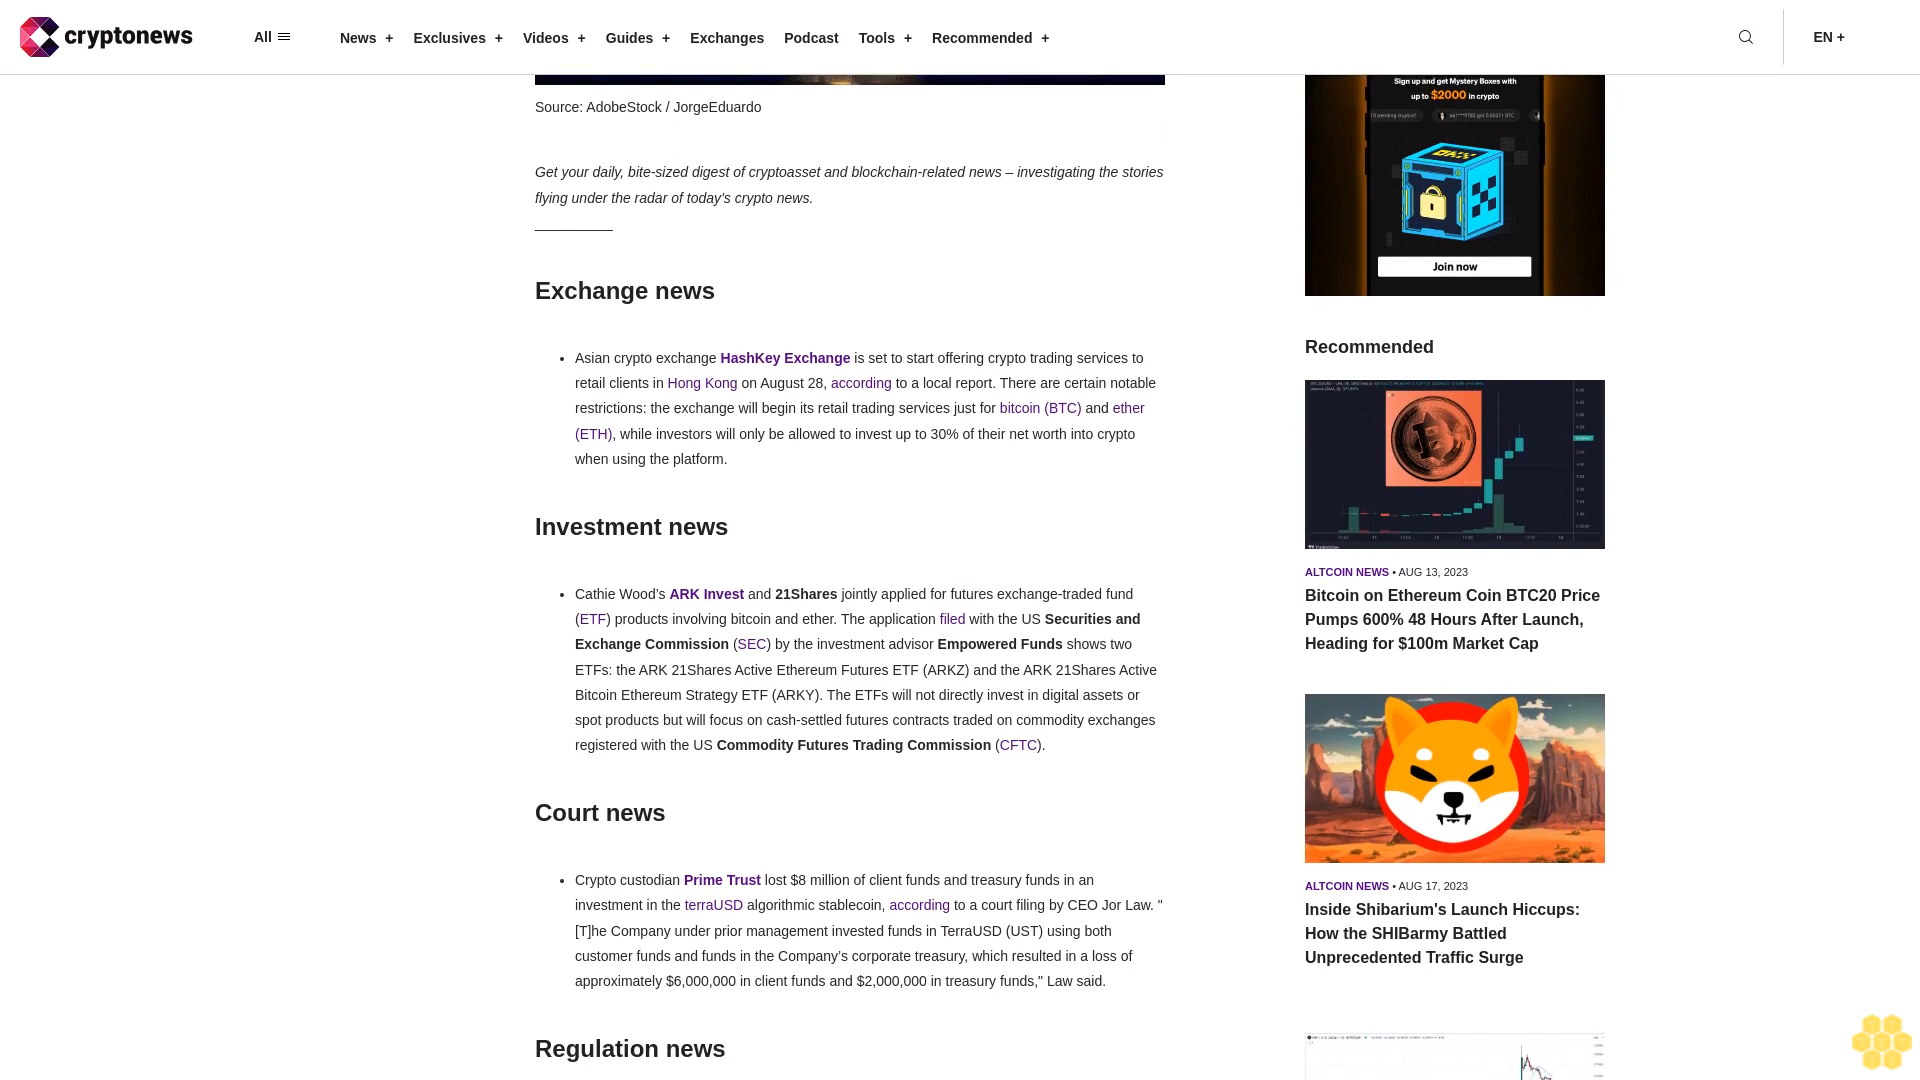 cryptonews
All
News +
Exclusives +
Videos +
Guides +
Exchanges
Podcast
Tools +
Recommended +
EN +
Source: AdobeStock / JorgeEduardo
Get your daily, bite-sized digest of cryptoasset and blockchain-related news – investigating the stories
flying under the radar of today’s crypto news.
__________
Exchange news
Asian crypto exchange HashKey Exchange is set to start offering crypto trading services to
retail clients in Hong Kong on August 28, according to a local report. There are certain notable
restrictions: the exchange will begin its retail trading services just for bitcoin (BTC) and ether
(ETH), while investors will only be allowed to invest up to 30% of their net worth into crypto
when using the platform.
Investment news
Cathie Wood’s ARK Invest and 21Shares jointly applied for futures exchange-traded fund
(ETF) products involving bitcoin and ether. The application filed with the US Securities and
Exchange Commission (SEC) by the investment advisor Empowered Funds shows two
ETFs: the ARK 21Shares Active Ethereum Futures ETF (ARKZ) and the ARK 21Shares Active
Bitcoin Ethereum Strategy ETF (ARKY). The ETFs will not directly invest in digital assets or
spot products but will focus on cash-settled futures contracts traded on commodity exchanges
registered with the US Commodity Futures Trading Commission (CFTC).
Court news
Crypto custodian Prime Trust lost $8 million of client funds and treasury funds in an
investment in the terraUSD algorithmic stablecoin, according to a court filing by CEO Jor Law. "
[T]he Company under prior management invested funds in TerraUSD (UST) using both
customer funds and funds in the Company’s corporate treasury, which resulted in a loss of
approximately $6,000,000 in client funds and $2,000,000 in treasury funds," Law said.
Regulation news
Sign up and get Mystery Boxes with
up to $2000 in crypto
OKX
Join now
Recommended
ALTCOIN NEWS • AUG 13, 2023
Bitcoin on Ethereum Coin BTC20 Price
Pumps 600% 48 Hours After Launch,
Heading for $100m Market Cap
ALTCOIN NEWS • AUG 17, 2023
Inside Shibarium's Launch Hiccups:
How the SHIBarmy Battled
Unprecedented Traffic Surge